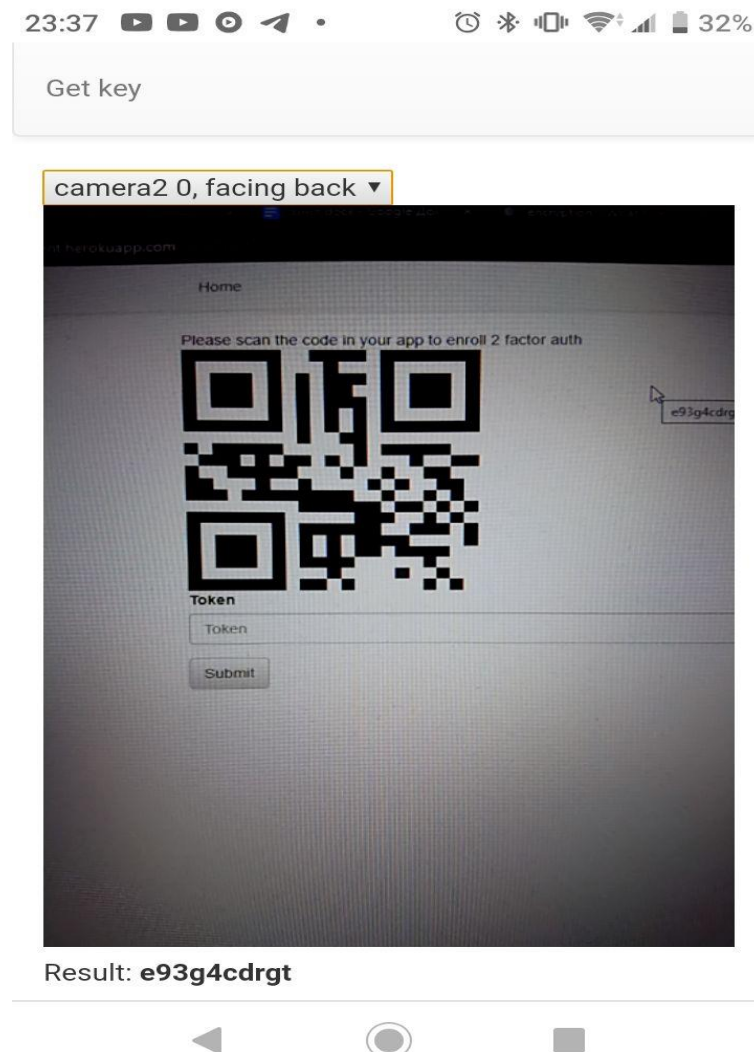 23:37 32%
Get key
camera2 0, facing back
herokuapp.com
Home
Please scan the code in your app to enroll 2 factor auth
e93g4cdrg
Token
Token
Submit
Result: e93g4cdrgt